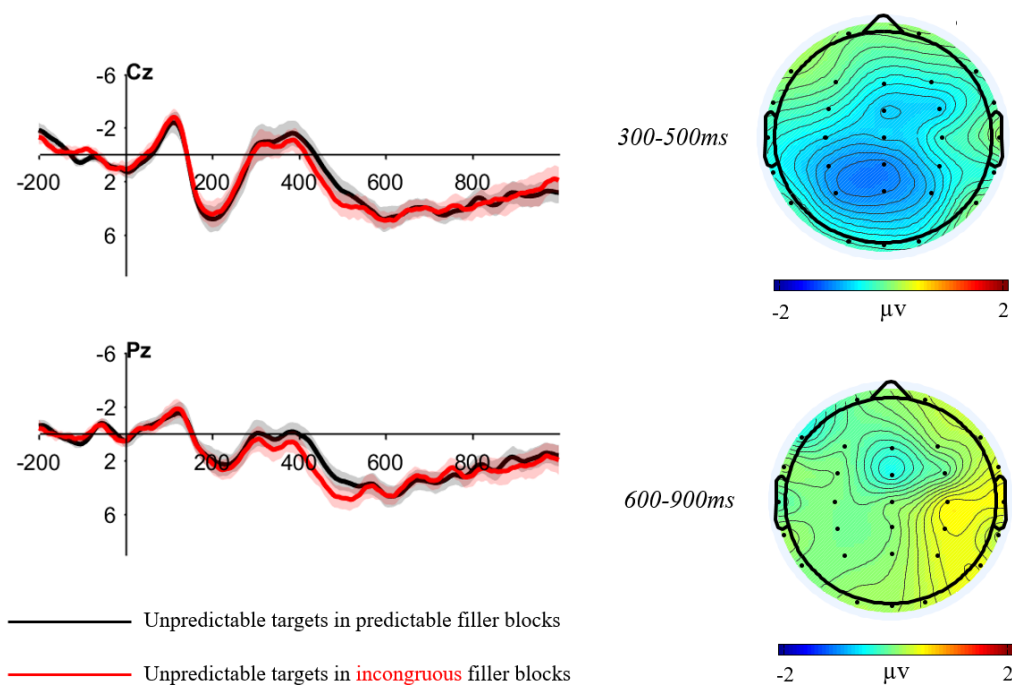 Cz
-6
-2
-200
200
400
600
800
2
6
300-500ms
-2
µv
2
Pz
-6
-2
-200
200
400
600
800
2
6
600-900ms
-2
µv
2
Unpredictable targets in predictable filler blocks
Unpredictable targets in incongruous filler blocks